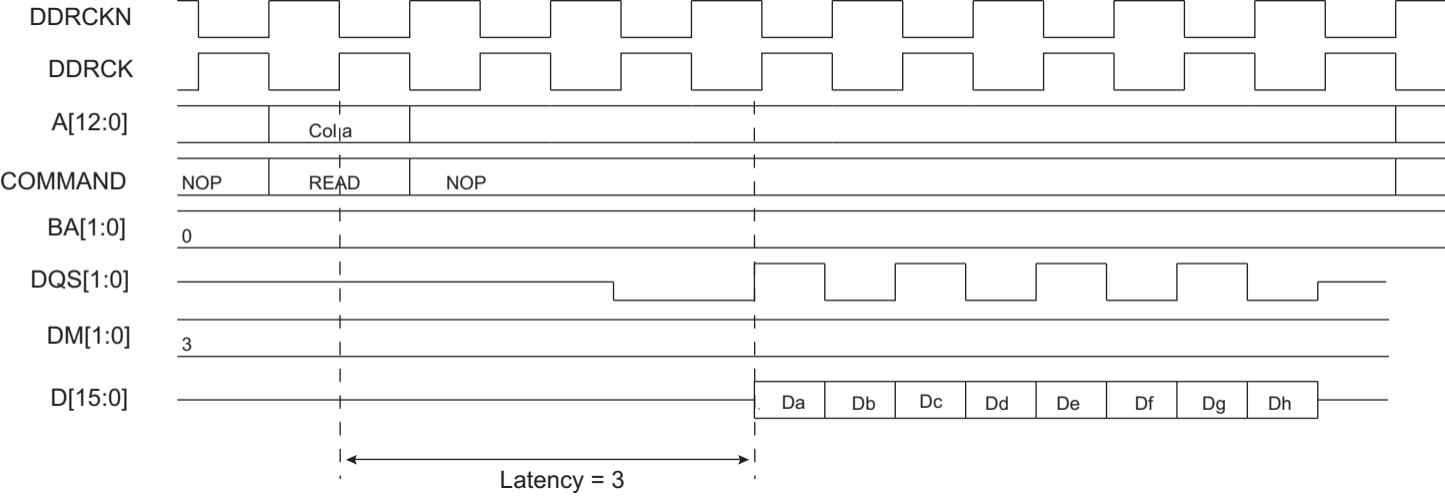 DDRCKN
DDRCK
A[12:0]
Col a
COMMAND
NOP READ NOP
BA[1:0]
0
DQS[1:0]
DM[1:0]
3
D[15:0]
Da Db Dc Dd De Df Dg Dh
Latency = 3